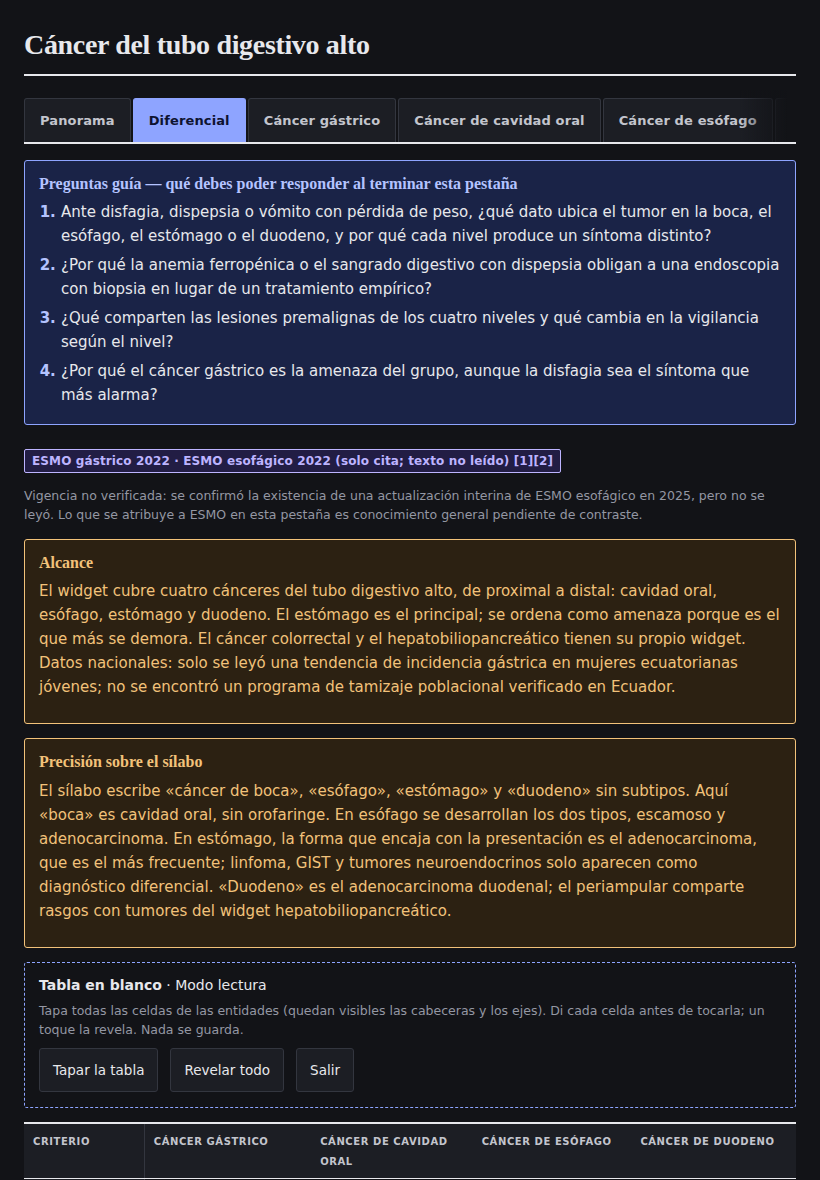 Cáncer del tubo digestivo alto
Panorama
Diferencial
Cáncer gástrico
Cáncer de cavidad oral
Cáncer de esófago
Preguntas guía — qué debes poder responder al terminar esta pestaña
1. Ante disfagia, dispepsia o vómito con pérdida de peso, ¿qué dato ubica el tumor en la boca, el
esófago, el estómago o el duodeno, y por qué cada nivel produce un síntoma distinto?
2. ¿Por qué la anemia ferropénica o el sangrado digestivo con dispepsia obligan a una endoscopia
con biopsia en lugar de un tratamiento empírico?
3. ¿Qué comparten las lesiones premalignas de los cuatro niveles y qué cambia en la vigilancia
según el nivel?
4. ¿Por qué el cáncer gástrico es la amenaza del grupo, aunque la disfagia sea el síntoma que
más alarma?
ESMO gástrico 2022 · ESMO esofágico 2022 (solo cita; texto no leído) [1][2]
Vigencia no verificada: se confirmó la existencia de una actualización interina de ESMO esofágico en 2025, pero no se
leyó. Lo que se atribuye a ESMO en esta pestaña es conocimiento general pendiente de contraste.
Alcance
El widget cubre cuatro cánceres del tubo digestivo alto, de proximal a distal: cavidad oral,
esófago, estómago y duodeno. El estómago es el principal; se ordena como amenaza porque es el
que más se demora. El cáncer colorrectal y el hepatobiliopancreático tienen su propio widget.
Datos nacionales: solo se leyó una tendencia de incidencia gástrica en mujeres ecuatorianas
jóvenes; no se encontró un programa de tamizaje poblacional verificado en Ecuador.
Precisión sobre el sílabo
El sílabo escribe «cáncer de boca», «esófago», «estómago» y «duodeno» sin subtipos. Aquí
«boca» es cavidad oral, sin orofaringe. En esófago se desarrollan los dos tipos, escamoso y
adenocarcinoma. En estómago, la forma que encaja con la presentación es el adenocarcinoma,
que es el más frecuente; linfoma, GIST y tumores neuroendocrinos solo aparecen como
diagnóstico diferencial. «Duodeno» es el adenocarcinoma duodenal; el periampular comparte
rasgos con tumores del widget hepatobiliopancreático.
Tabla en blanco · Modo lectura
Tapa todas las celdas de las entidades (quedan visibles las cabeceras y los ejes). Di cada celda antes de tocarla; un
toque la revela. Nada se guarda.
Tapar la tabla
Revelar todo
Salir
CRITERIO
CÁNCER GÁSTRICO
CÁNCER DE CAVIDAD
ORAL
CÁNCER DE ESÓFAGO
CÁNCER DE DUODENO